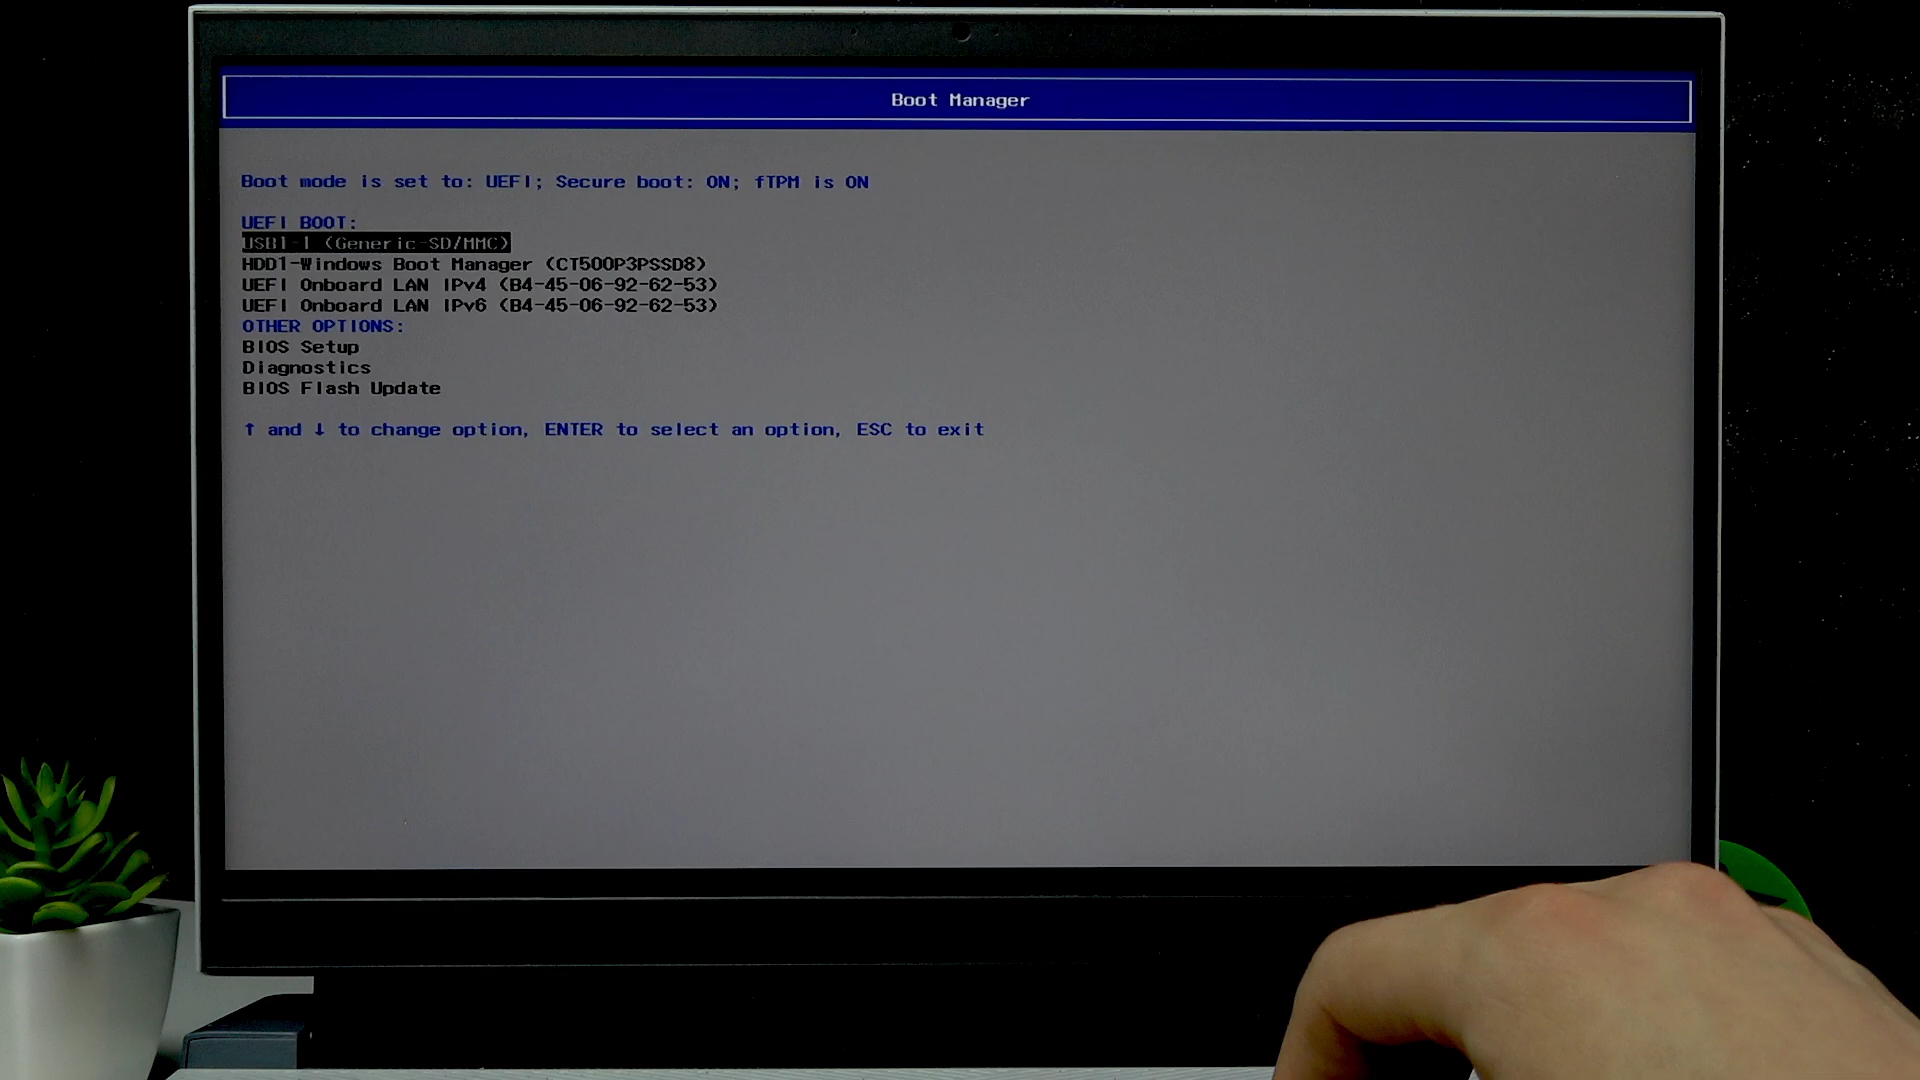 Boot Manager
Boot mode is set to: UEFI; Secure boot: ON; fTPM is ON
UEFI BOOT:
USB1-1 (Generic-SD/MMC)
HDD1-Windows Boot Manager (CT500P3PSSD8)
UEFI Onboard LAN IPv4 (B4-45-06-92-62-53)
UEFI Onboard LAN IPv6 (B4-45-06-92-62-53)
OTHER OPTIONS:
BIOS Setup
Diagnostics
BIOS Flash Update
↑ and ↓ to change option, ENTER to select an option, ESC to exit